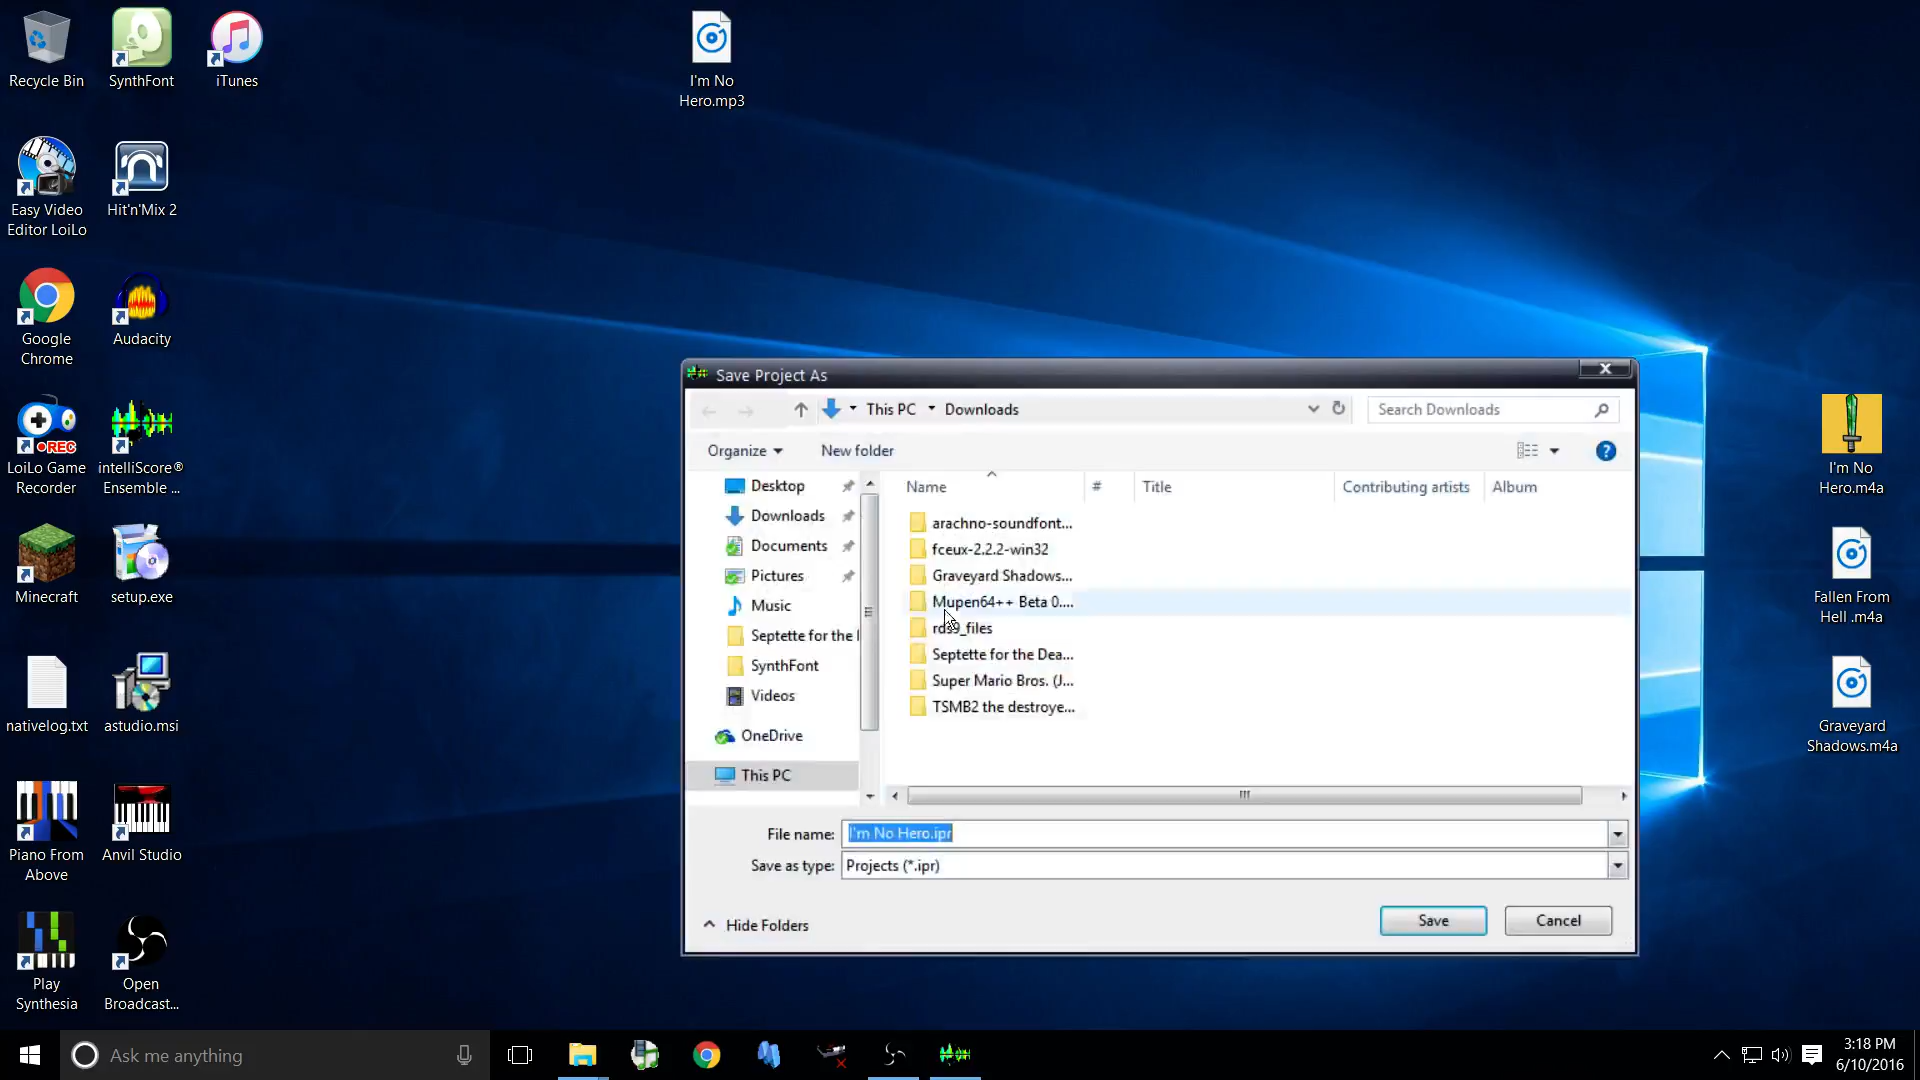 Recycle Bin
SynthFont
iTunes
I'm No
Hero.mp3
Easy Video
Editor LoiLo
Hit'n'Mix 2
Google
Chrome
Audacity
REC
LoiLo Game
Recorder
intelliScore®
Ensemble ...
Minecraft
setup.exe
nativelog.txt
astudio.msi
Piano From
Above
Anvil Studio
Play
Synthesia
Open
Broadcast...
I'm No
Hero.m4a
Fallen From
Hell .m4a
Graveyard
Shadows.m4a
Save Project As
This PC
Downloads
Search Downloads
Organize
New folder
Desktop
Downloads
Documents
Pictures
Music
Septette for the
SynthFont
Videos
OneDrive
This PC
Name # Title Contributing artists Album
arachno-soundfont...
fceux-2.2.2-win32
Graveyard Shadows...
Mupen64++ Beta 0....
rds9_files
Septette for the Dea...
Super Mario Bros. (J...
TSMB2 the destroye...
File name: I'm No Hero.ipr
Save as type: Projects (*.ipr)
Hide Folders
Save
Cancel
Ask me anything
3:18 PM
6/10/2016